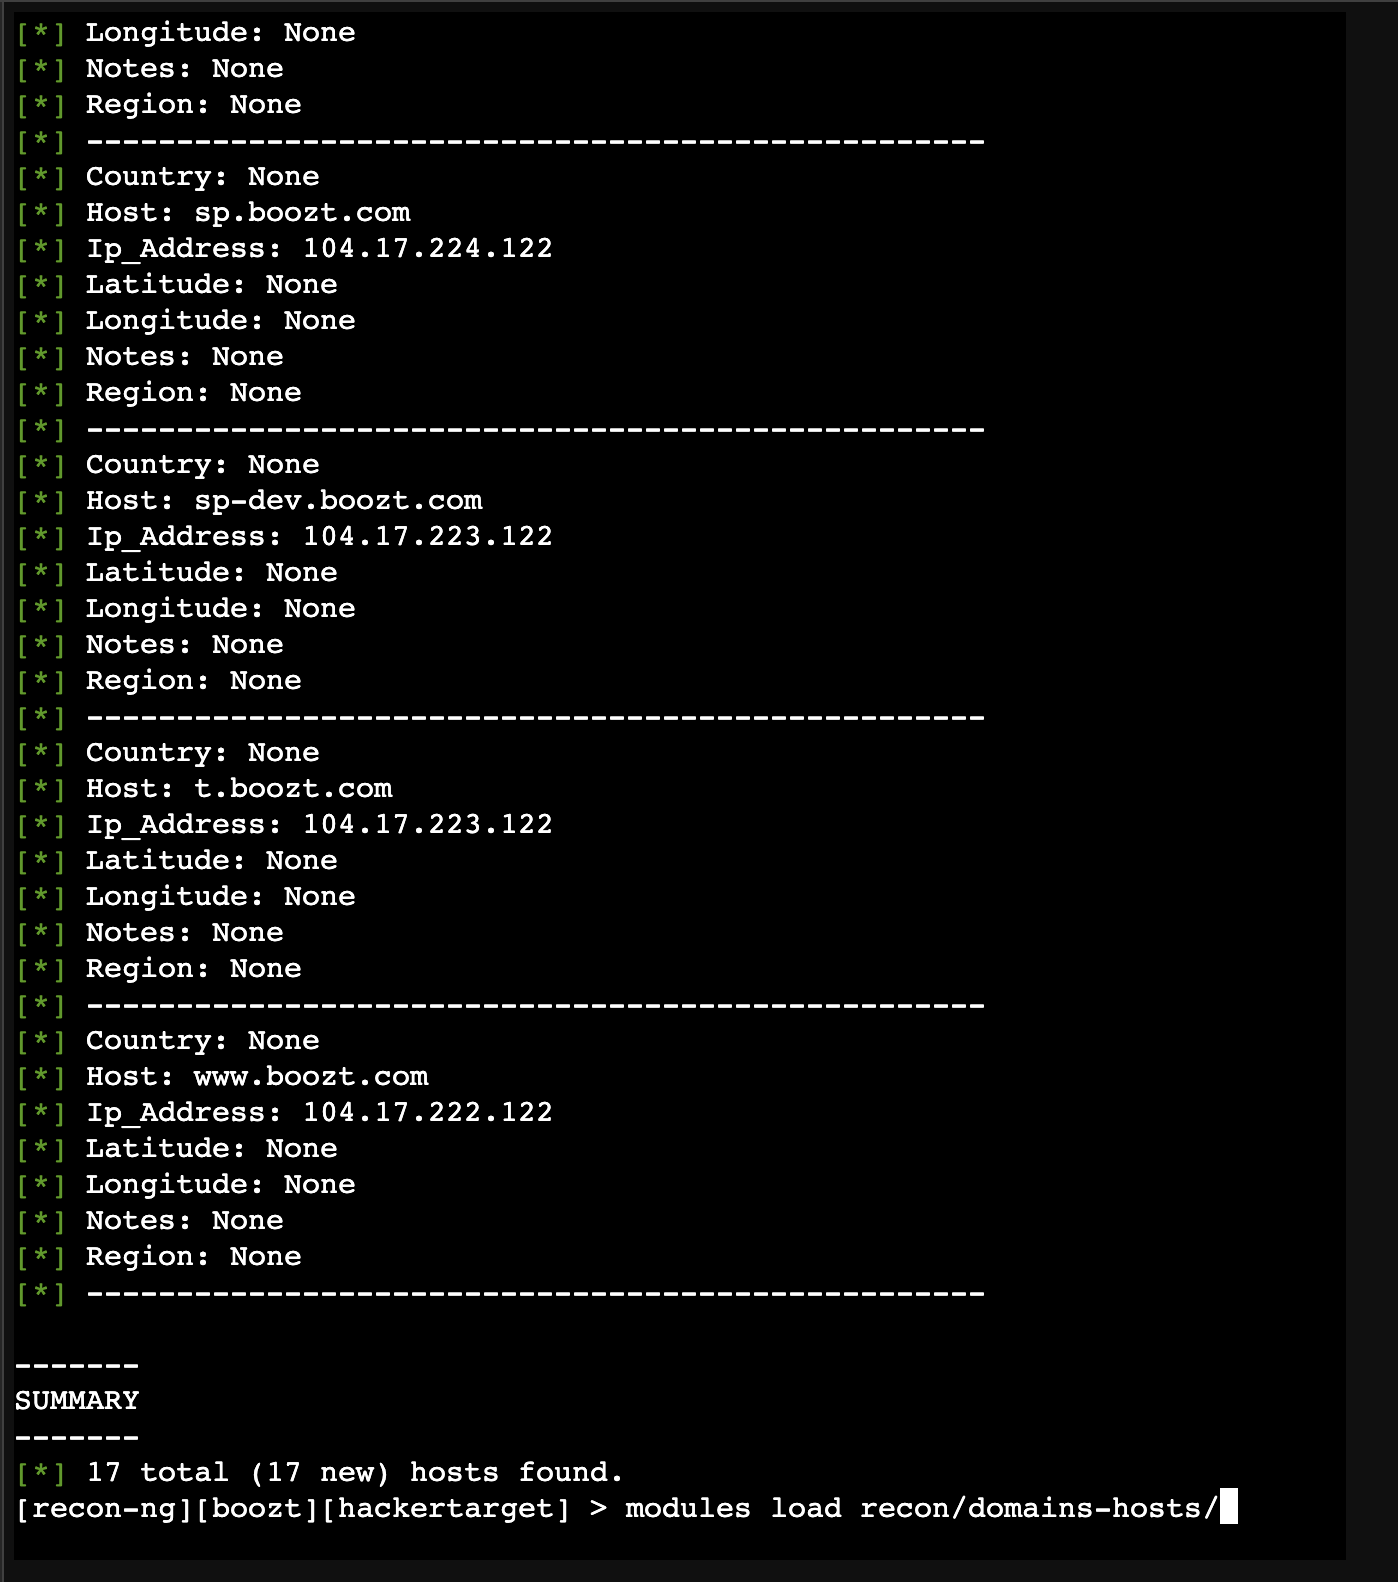 [*] Longitude: None
[*] Notes: None
[*] Region: None
[*] --------------------------------------------------
[*] Country: None
[*] Host: sp.boozt.com
[*] Ip_Address: 104.17.224.122
[*] Latitude: None
[*] Longitude: None
[*] Notes: None
[*] Region: None
[*] --------------------------------------------------
[*] Country: None
[*] Host: sp-dev.boozt.com
[*] Ip_Address: 104.17.223.122
[*] Latitude: None
[*] Longitude: None
[*] Notes: None
[*] Region: None
[*] --------------------------------------------------
[*] Country: None
[*] Host: t.boozt.com
[*] Ip_Address: 104.17.223.122
[*] Latitude: None
[*] Longitude: None
[*] Notes: None
[*] Region: None
[*] --------------------------------------------------
[*] Country: None
[*] Host: www.boozt.com
[*] Ip_Address: 104.17.222.122
[*] Latitude: None
[*] Longitude: None
[*] Notes: None
[*] Region: None
[*] --------------------------------------------------
-------
SUMMARY
-------
[*] 17 total (17 new) hosts found.
[recon-ng][boozt][hackertarget] > modules load recon/domains-hosts/